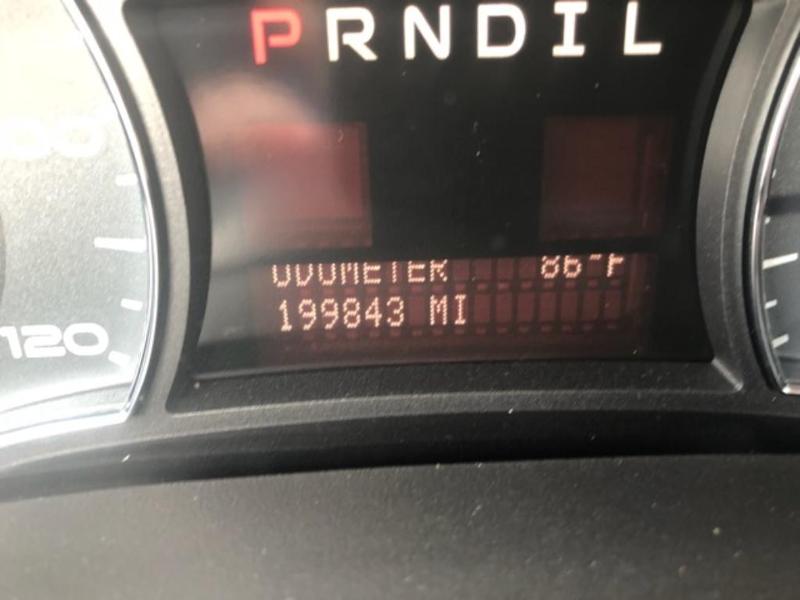 PRNDIL
ODOMETER 86°F
199843 MI
120